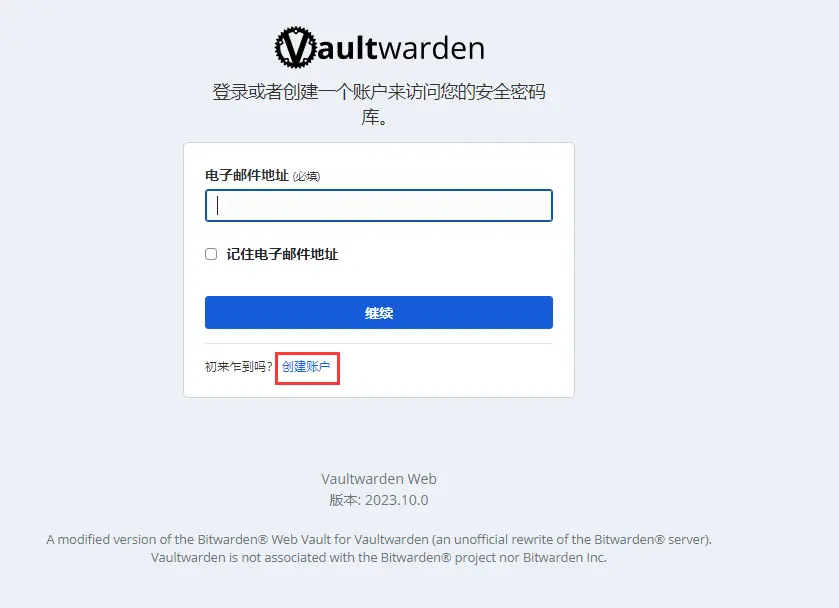 Vaultwarden
登录或者创建一个账户来访问您的安全密码
库。
电子邮件地址 (必填)
记住电子邮件地址
继续
初来乍到吗? 创建账户
Vaultwarden Web
版本: 2023.10.0
A modified version of the Bitwarden® Web Vault for Vaultwarden (an unofficial rewrite of the Bitwarden® server).
Vaultwarden is not associated with the Bitwarden® project nor Bitwarden Inc.